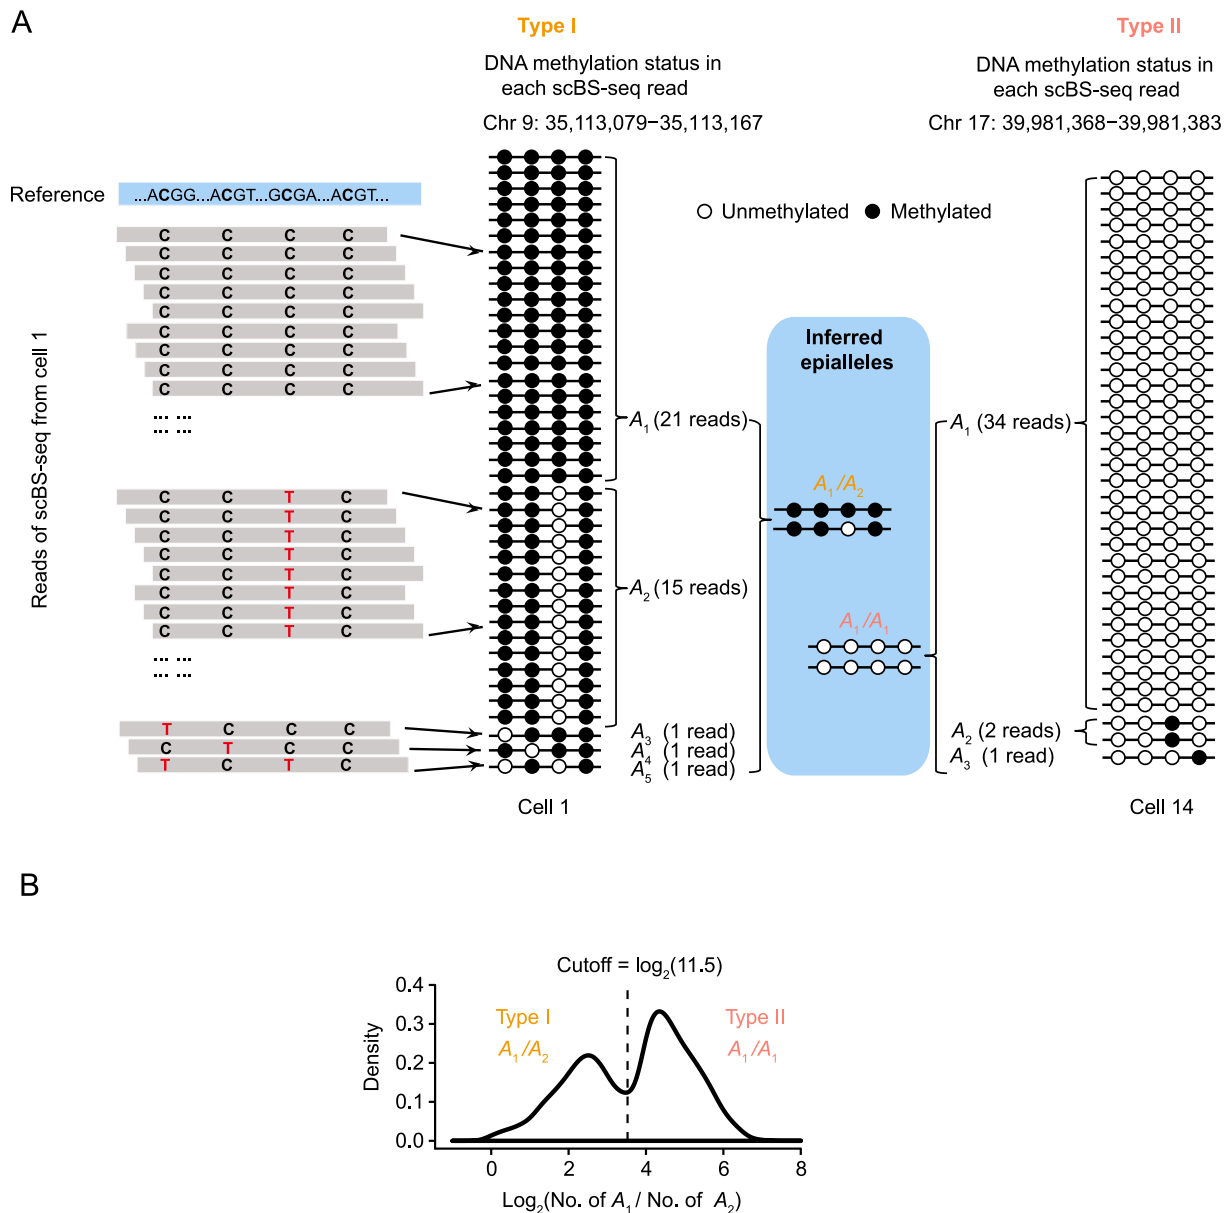 A
Type I
DNA methylation status in
each scBS-seq read
Chr 9: 35,113,079−35,113,167
Type II
DNA methylation status in
each scBS-seq read
Chr 17: 39,981,368−39,981,383
Reference
...ACGG...ACGT...GCGA...ACGT...
Unmethylated
Methylated
Reads of scBS-seq from cell 1
C C C C
C C C C
C C C C
C C C C
C C C C
C C C C
C C C C
C C C C
C C C C
... ...
... ...
C C T C
C C T C
C C T C
C C T C
C C T C
C C T C
C C T C
C C T C
... ...
... ...
T C C C
C T C C
T C T C
A1 (21 reads)
A2 (15 reads)
A3 (1 read)
A4 (1 read)
A5 (1 read)
Cell 1
Inferred
epialleles
A1/A2
A1/A1
A1 (34 reads)
A2 (2 reads)
A3 (1 read)
Cell 14
B
Cutoff = log2(11.5)
Type I
A1/A2
Type II
A1/A1
Density
0.4
0.3
0.2
0.1
0.0
0 2 4 6 8
Log2(No. of A1/ No. of A2)